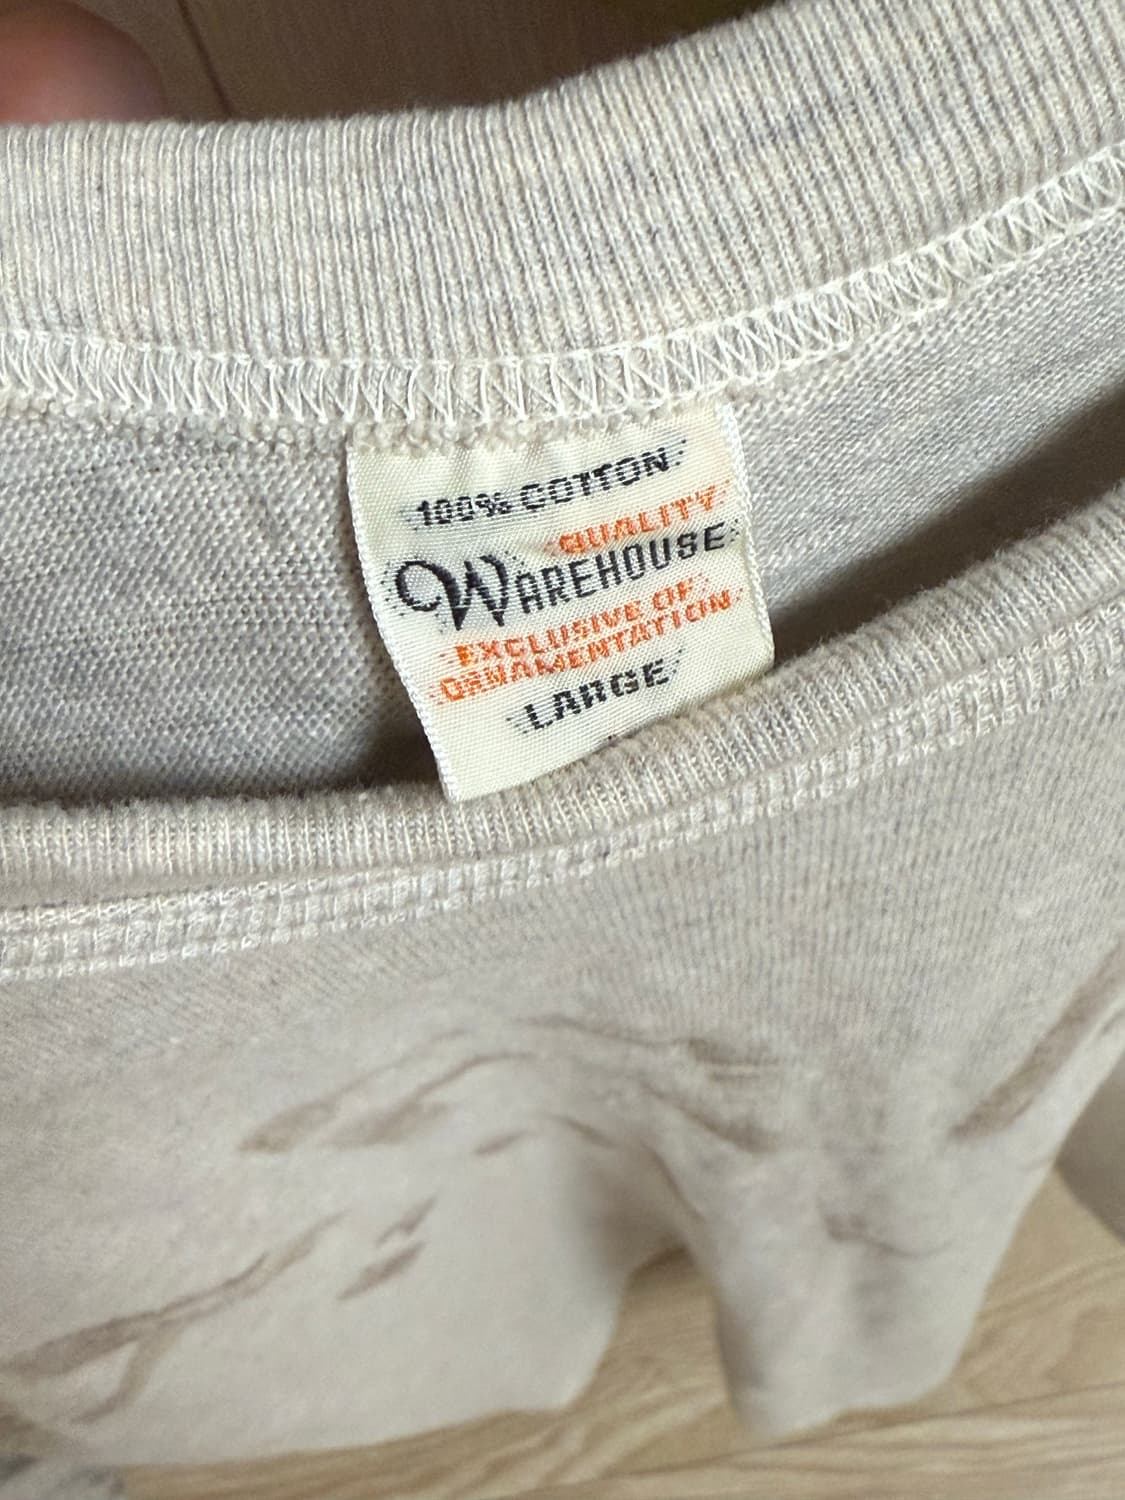 100% COTTON
QUALITY
WAREHOUSE
EXCLUSIVE OF
ORNAMENTATION
LARGE